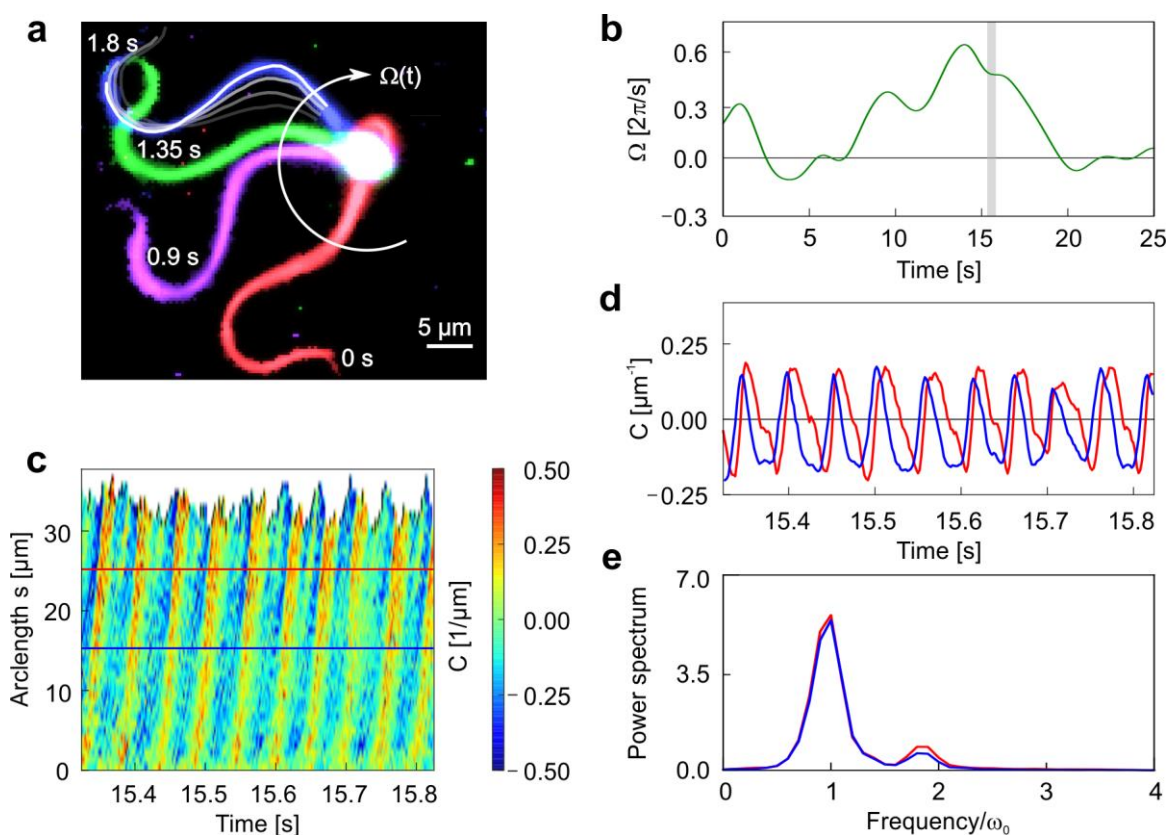 a
1.8 s
Ω(t)
1.35 s
0.9 s
5 μm
0 s
b
Ω [2π/s]
0.6
0.3
0.0
−0.3
0 5 10 15 20 25
Time [s]
c
Arclength s [μm]
30
20
10
0
15.4 15.5 15.6 15.7 15.8
Time [s]
C [1/μm]
0.50
0.25
0.00
−0.25
−0.50
d
C [μm⁻¹]
0.25
0.00
−0.25
15.4 15.5 15.6 15.7 15.8
Time [s]
e
Power spectrum
7.0
3.5
0.0
0 1 2 3 4
Frequency/ω₀